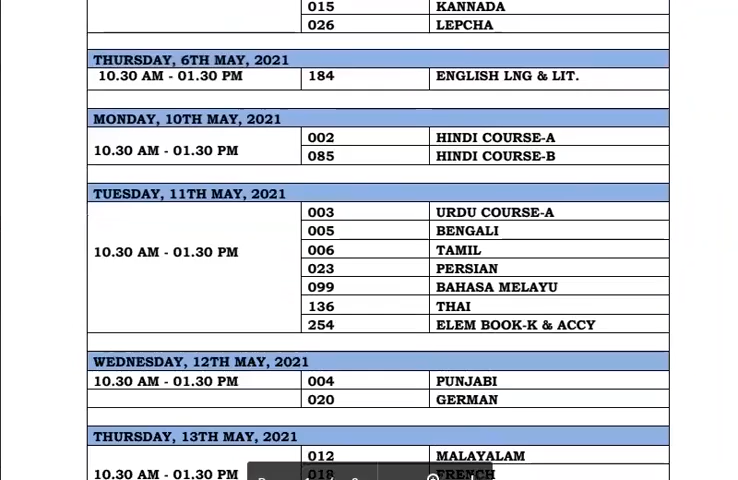 015 KANNADA
026 LEPCHA
THURSDAY, 6TH MAY, 2021
10.30 AM - 01.30 PM 184 ENGLISH LNG & LIT.
MONDAY, 10TH MAY, 2021
002 HINDI COURSE-A
10.30 AM - 01.30 PM
085 HINDI COURSE-B
TUESDAY, 11TH MAY, 2021
003 URDU COURSE-A
005 BENGALI
10.30 AM - 01.30 PM 006 TAMIL
023 PERSIAN
099 BAHASA MELAYU
136 THAI
254 ELEM BOOK-K & ACCY
WEDNESDAY, 12TH MAY, 2021
10.30 AM - 01.30 PM 004 PUNJABI
020 GERMAN
THURSDAY, 13TH MAY, 2021
012 MALAYALAM
10.30 AM - 01.30 PM 018 FRENCH